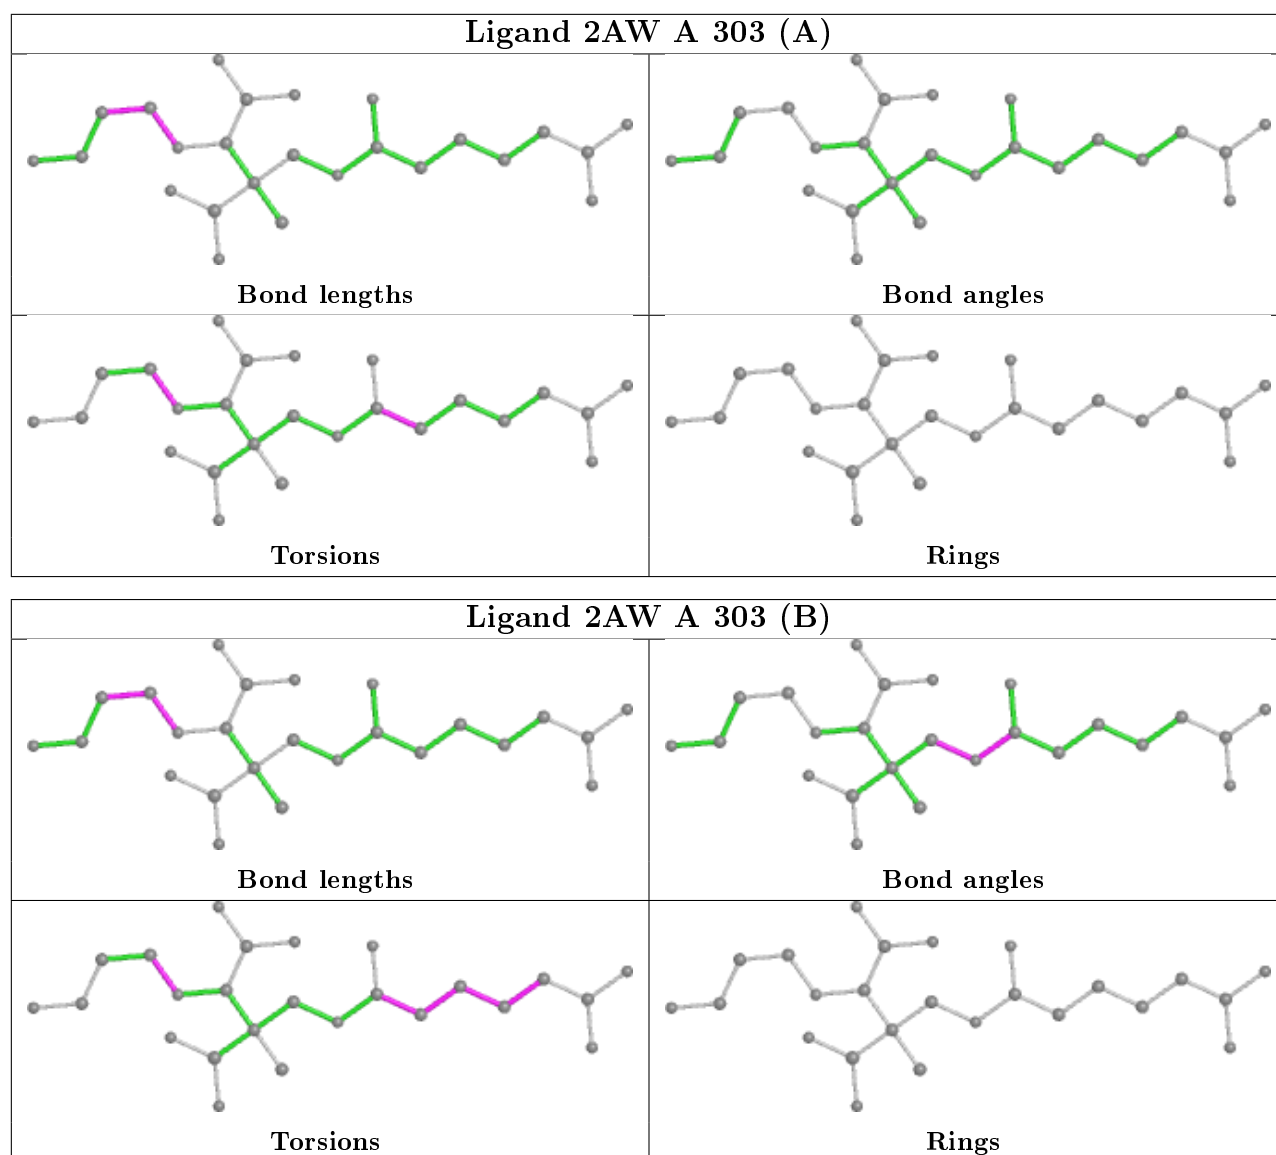 Ligand 2AW A 303 (A)
Bond lengths
Bond angles
Torsions
Rings
Ligand 2AW A 303 (B)
Bond lengths
Bond angles
Torsions
Rings